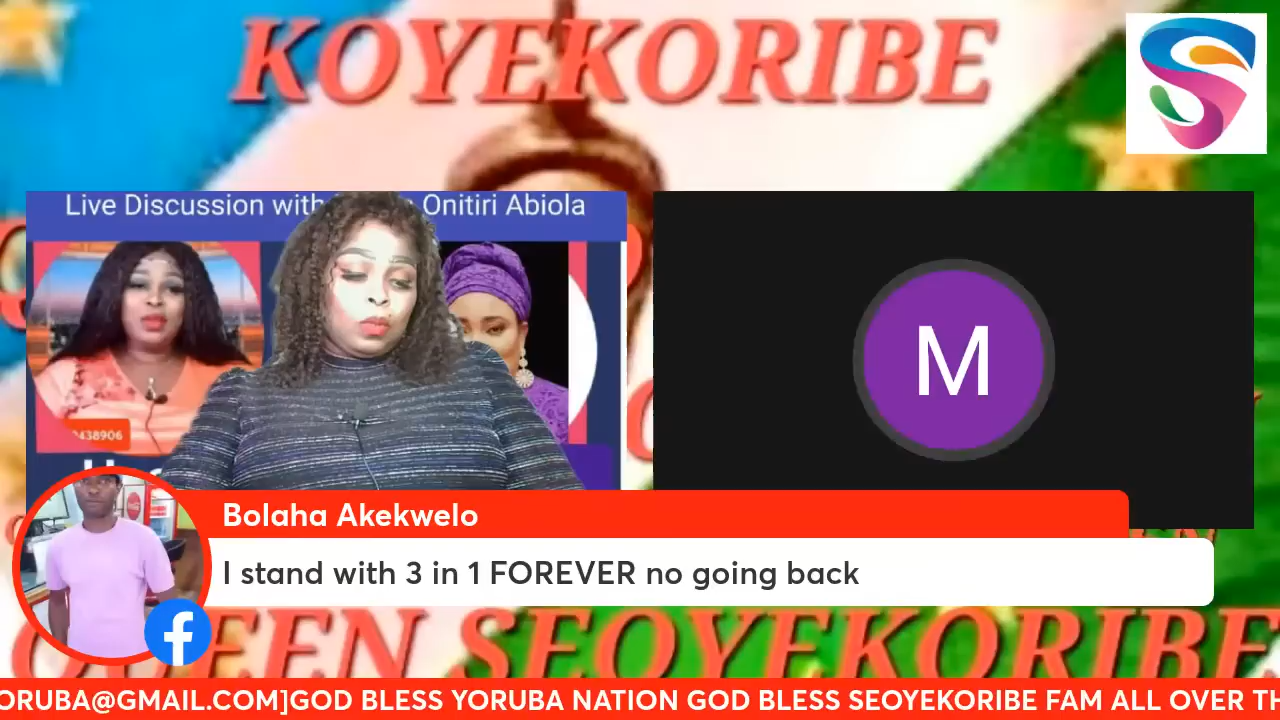 KOYEKORIBE
Live Discussion with
Onitiri Abiola
438906
M
Bolaha Akekwelo
I stand with 3 in 1 FOREVER no going back
QUEEN SEOYEKORIBE
ORUBA@GMAIL.COM]GOD BLESS YORUBA NATION GOD BLESS SEOYEKORIBE FAM ALL OVER TH